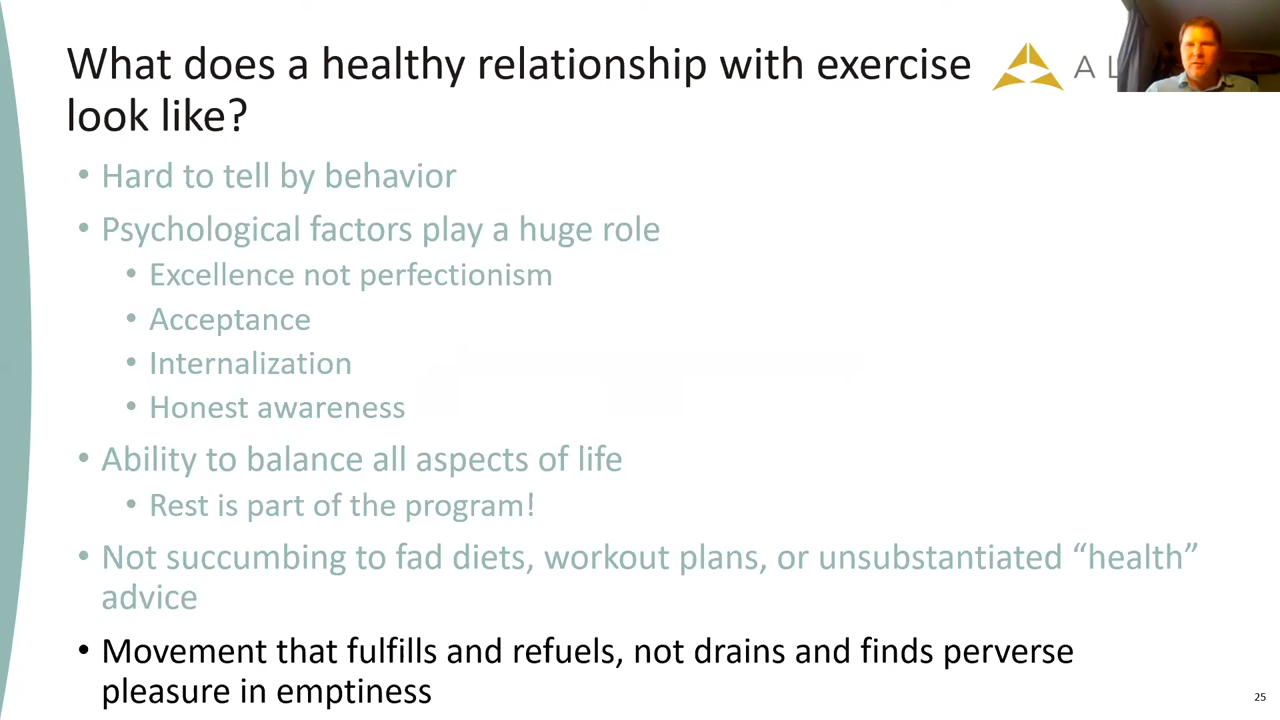 What does a healthy relationship with exercise
look like?
AL
• Hard to tell by behavior
• Psychological factors play a huge role
• Excellence not perfectionism
• Acceptance
• Internalization
• Honest awareness
• Ability to balance all aspects of life
• Rest is part of the program!
• Not succumbing to fad diets, workout plans, or unsubstantiated “health”
advice
• Movement that fulfills and refuels, not drains and finds perverse
pleasure in emptiness
25